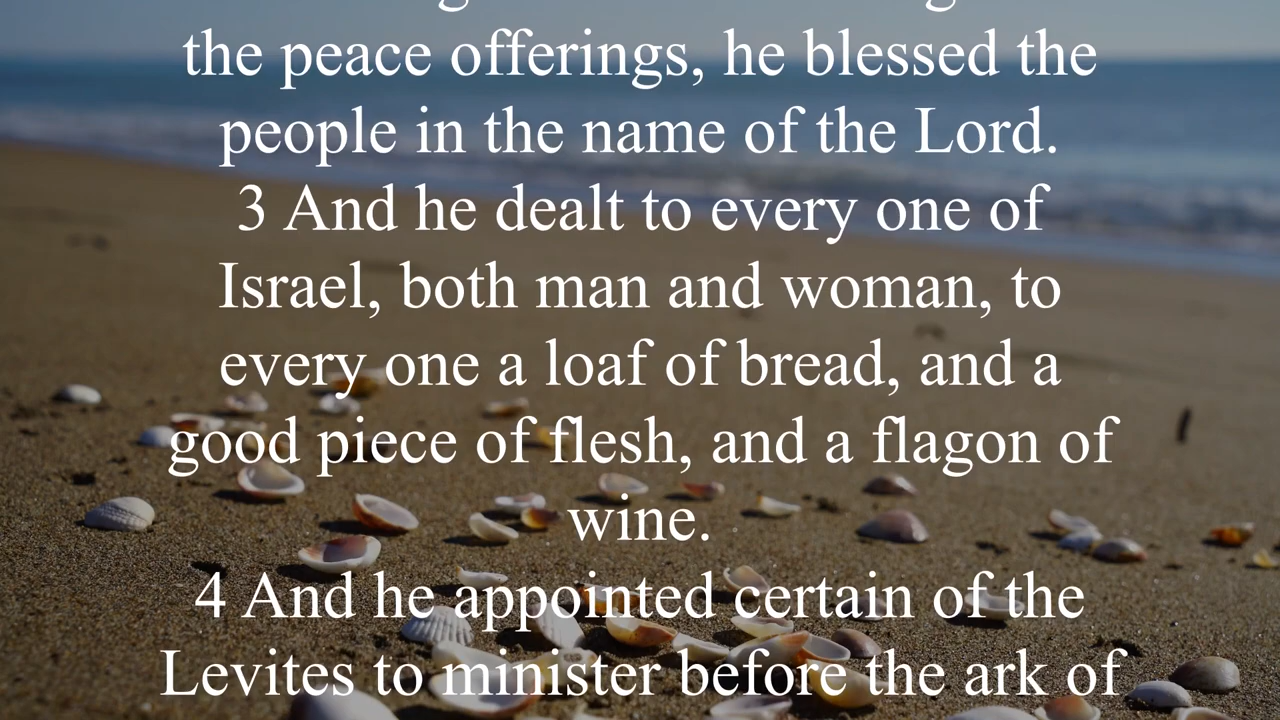 the peace offerings, he blessed the
people in the name of the Lord.
3 And he dealt to every one of
Israel, both man and woman, to
every one a loaf of bread, and a
good piece of flesh, and a flagon of
wine.
4 And he appointed certain of the
Levites to minister before the ark of